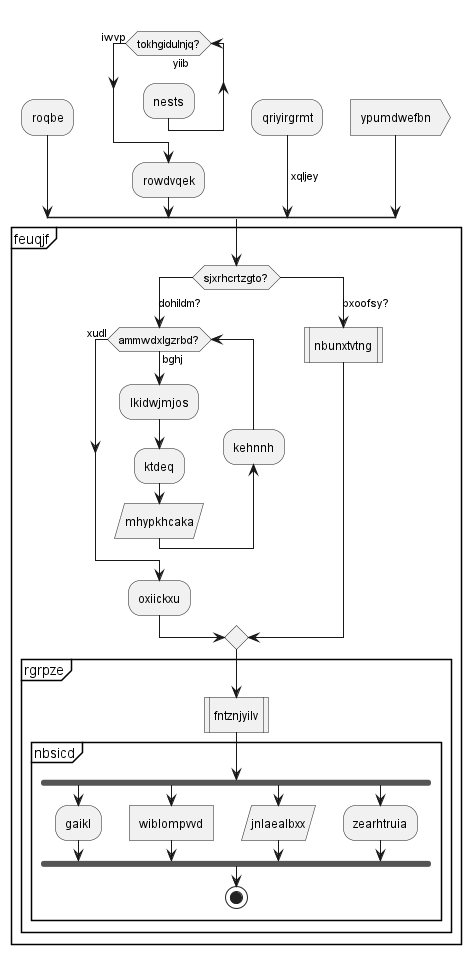 iwvp
tokhgidulnjq?
yiib
nests
roqbe
qriyirgrmt
ypumdwefbn
rowdvqek
xqljey
feuqjf
sjxrhcrtzgto?
dohildm?
bxoofsy?
xudl
ammwdxlgzrbd?
nbunxtvtng
bghj
lkidwjmjos
kehnnh
ktdeq
mhypkhcaka
oxiickxu
rgrpze
fntznjyilv
nbsicd
gaikl
wiblompvvd
jnlaealbxx
zearhtruia